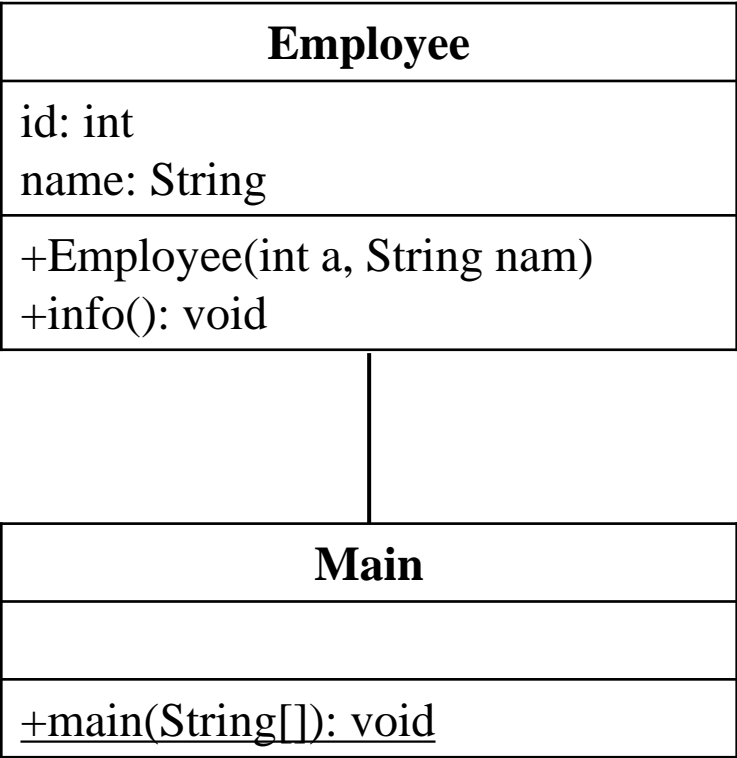 Employee
id: int
name: String
+Employee(int a, String nam)
+info(): void
Main
+main(String[]): void